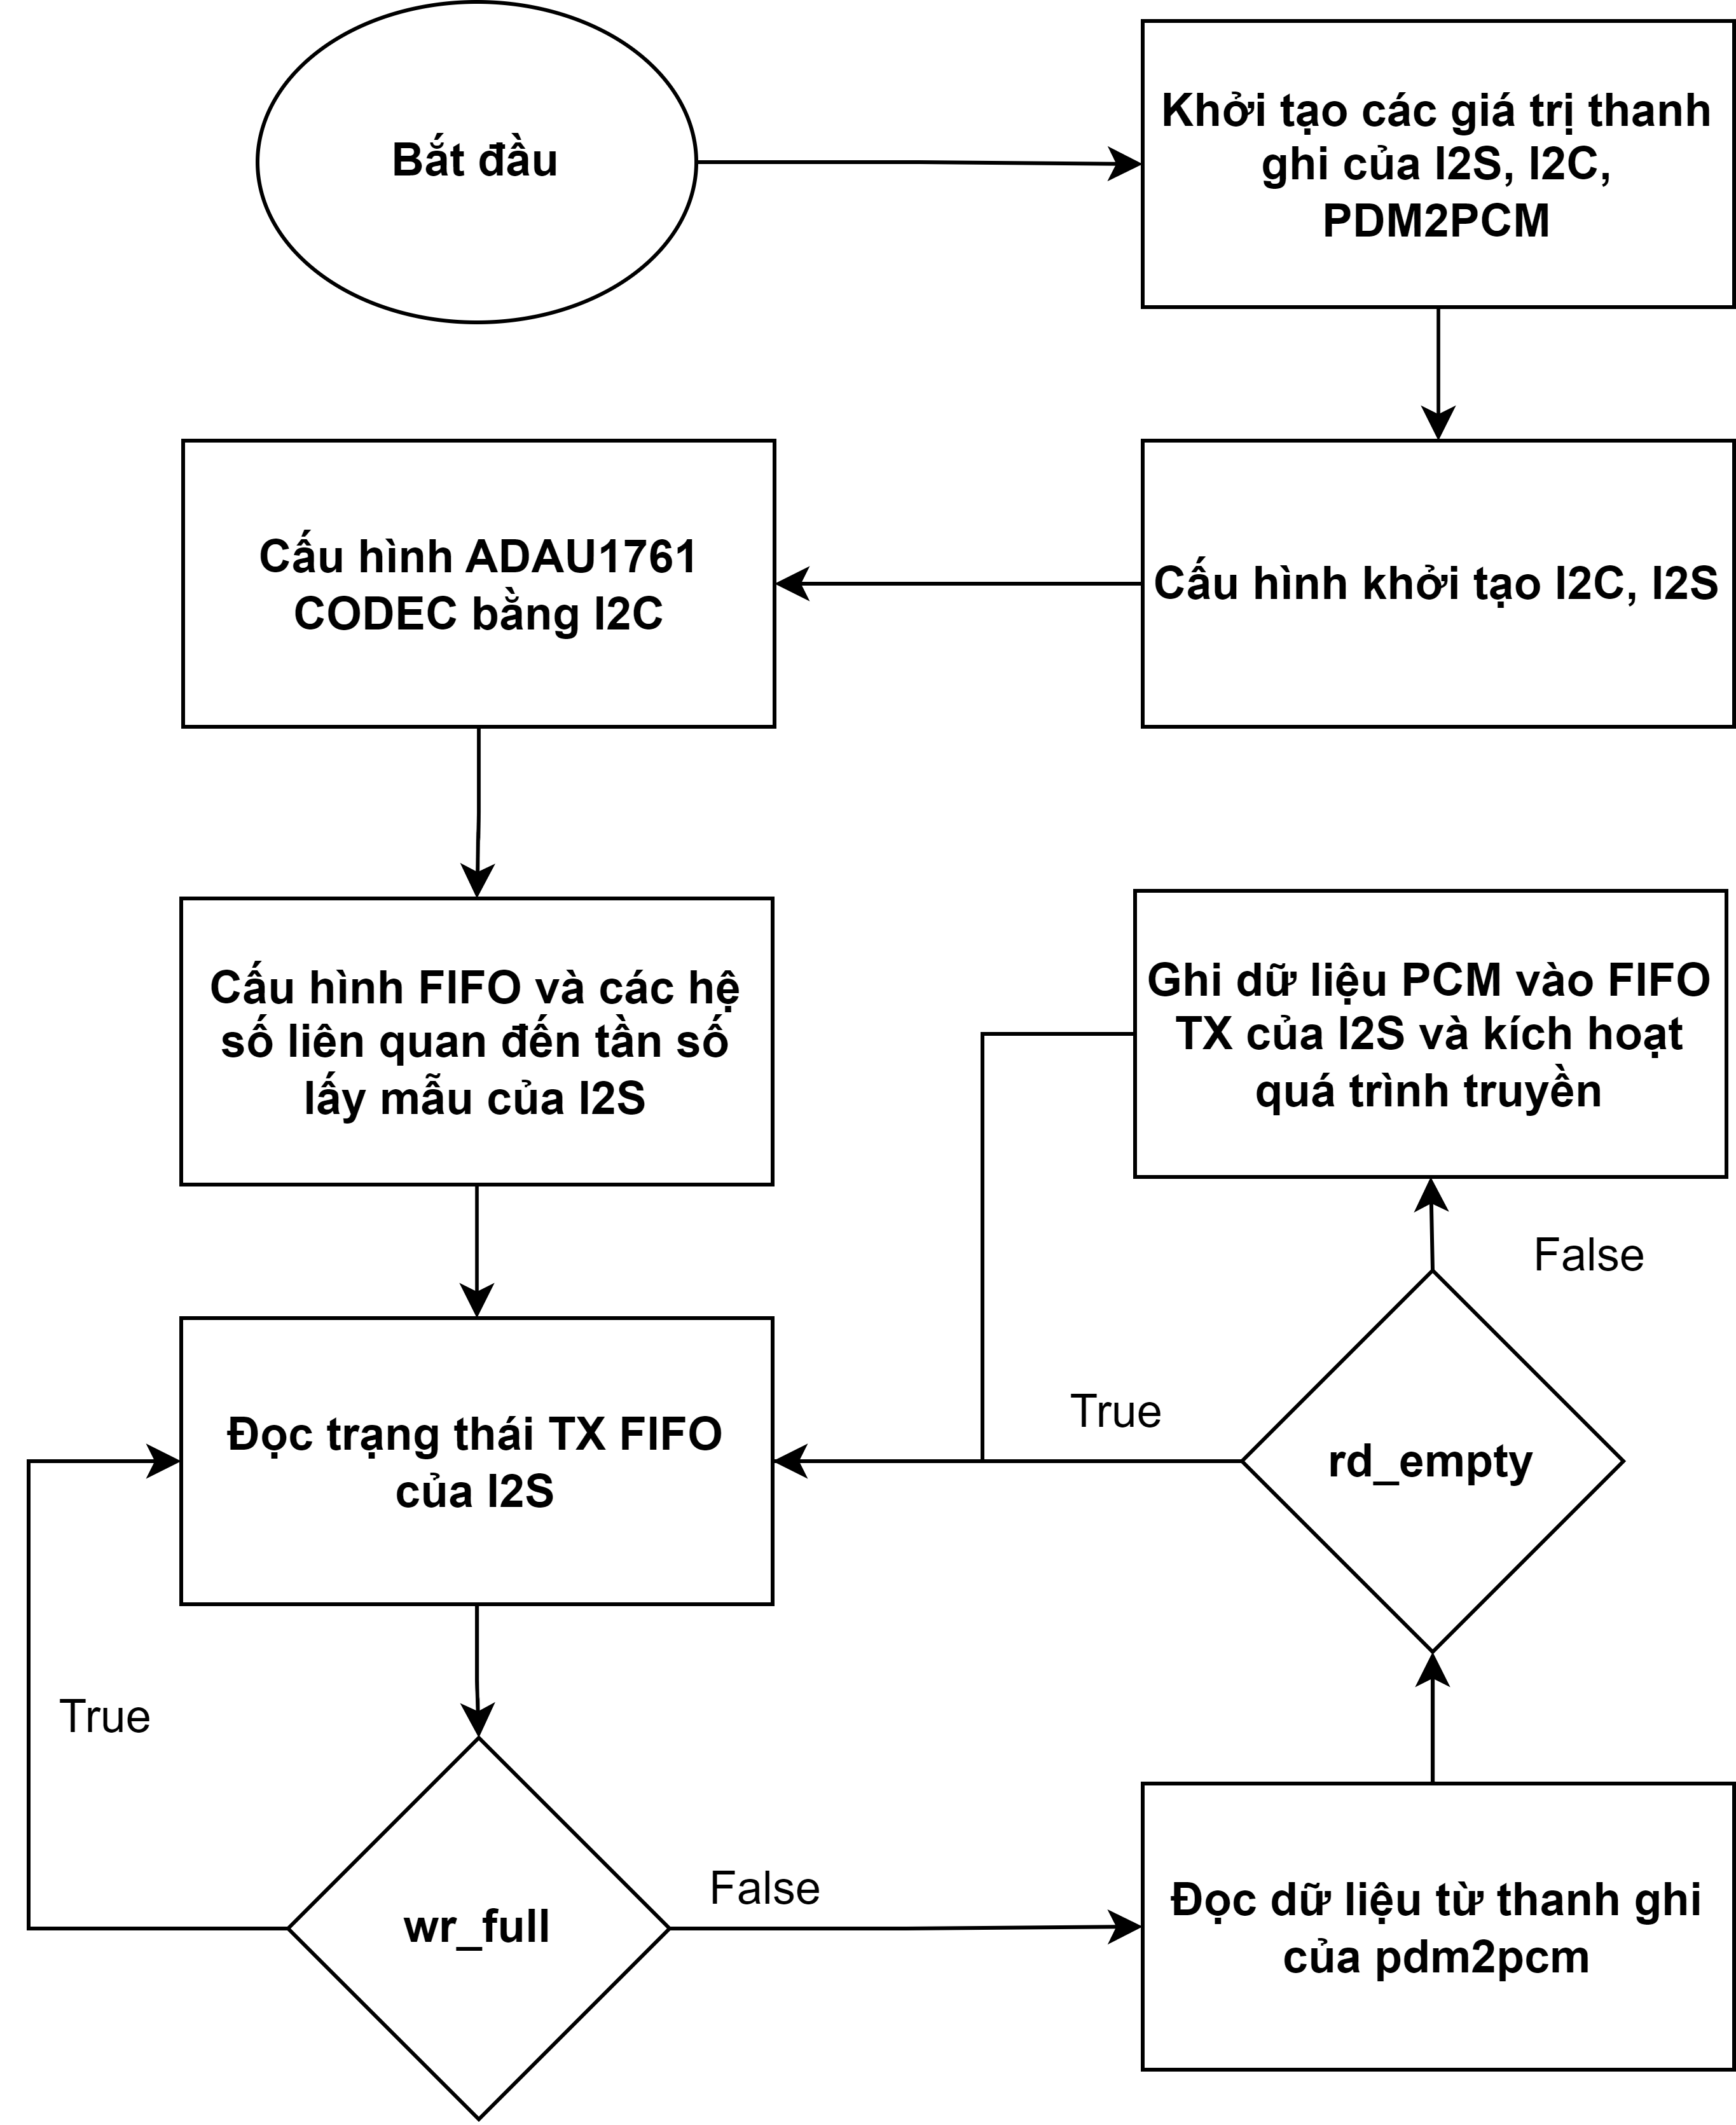 Bắt đầu
Khởi tạo các giá trị thanh
ghi của I2S, I2C,
PDM2PCM
Cấu hình khởi tạo I2C, I2S
Cấu hình ADAU1761
CODEC bằng I2C
Cấu hình FIFO và các hệ
số liên quan đến tần số
lấy mẫu của I2S
Đọc trạng thái TX FIFO
của I2S
True
wr_full
False
Đọc dữ liệu từ thanh ghi
của pdm2pcm
rd_empty
True
False
Ghi dữ liệu PCM vào FIFO
TX của I2S và kích hoạt
quá trình truyền